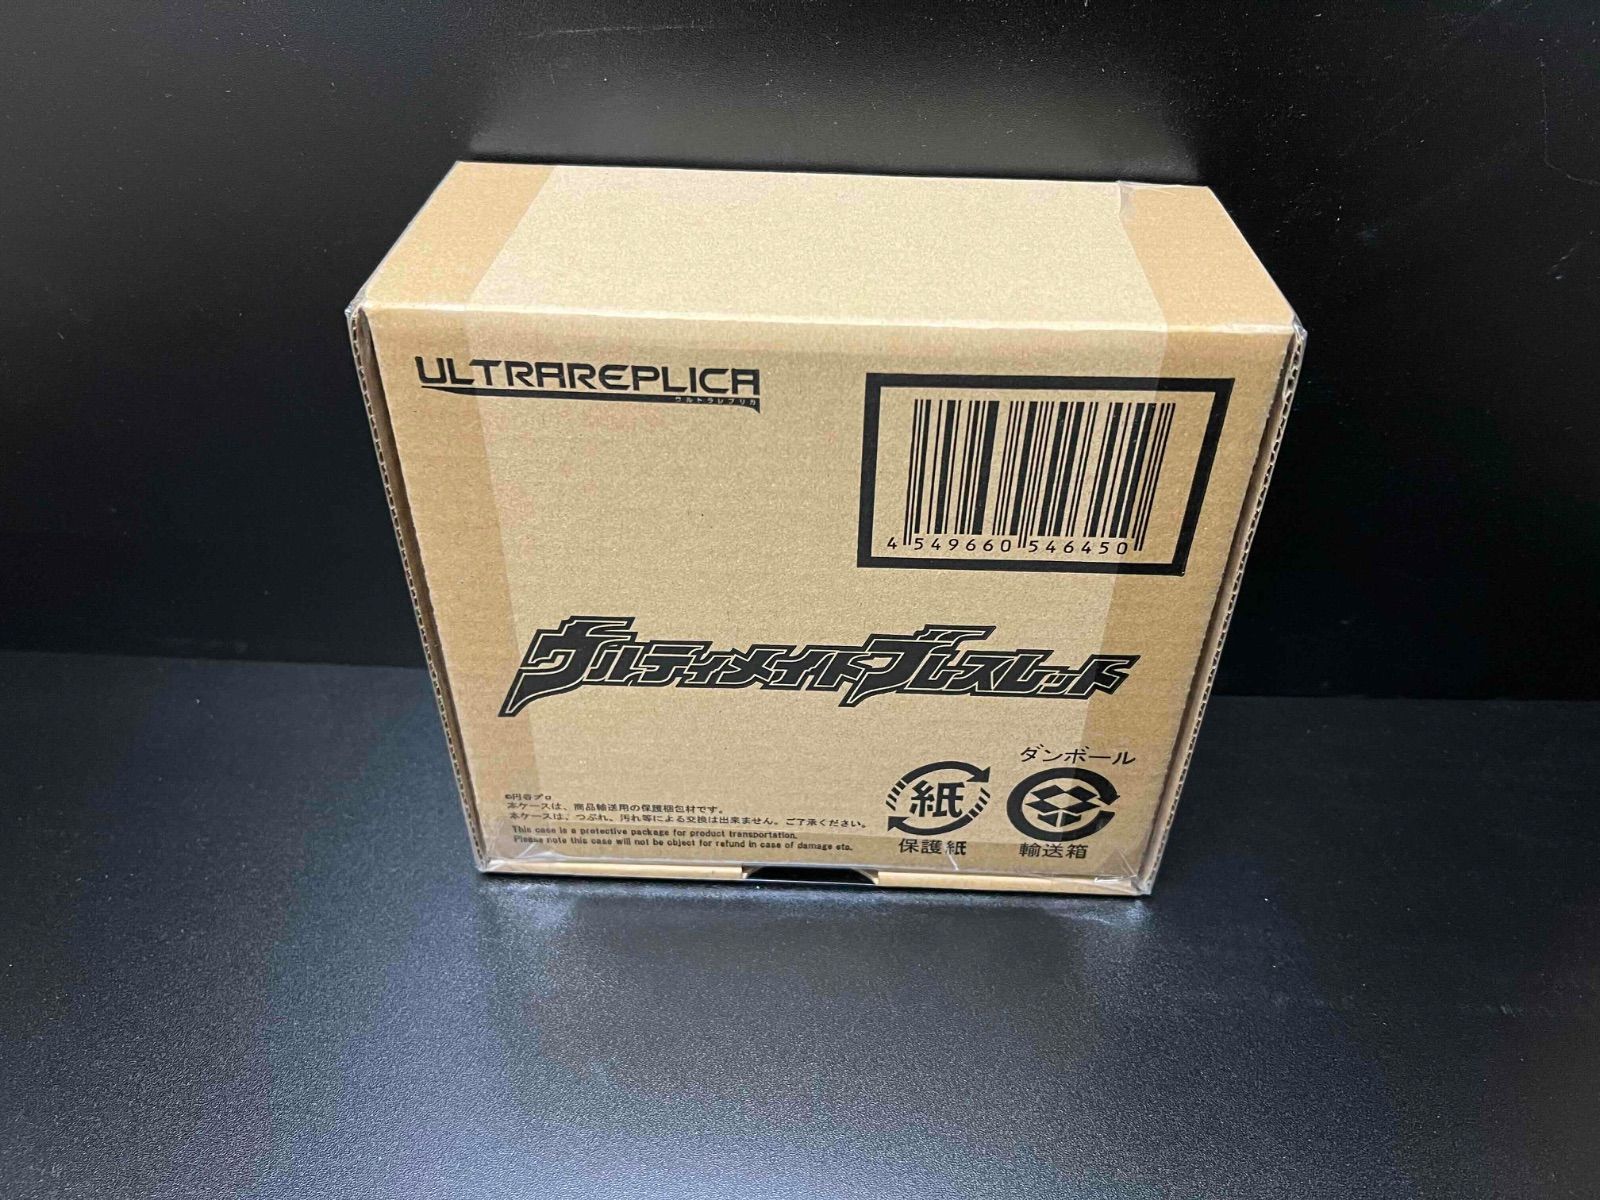 ULTRAREPLICA
ウルトラレプリカ
4 549660 546450
ウルティメイトブレスレット
ダンボール
紙
保護紙
輸送箱
©円谷プロ
本ケースは、商品輸送用の保護梱包材です。
本ケースは、つぶれ、汚れ等による交換は出来ません。ご了承ください。
This case is a protective package for product transportation.
Please note this case will not be object for refund in case of damage etc.